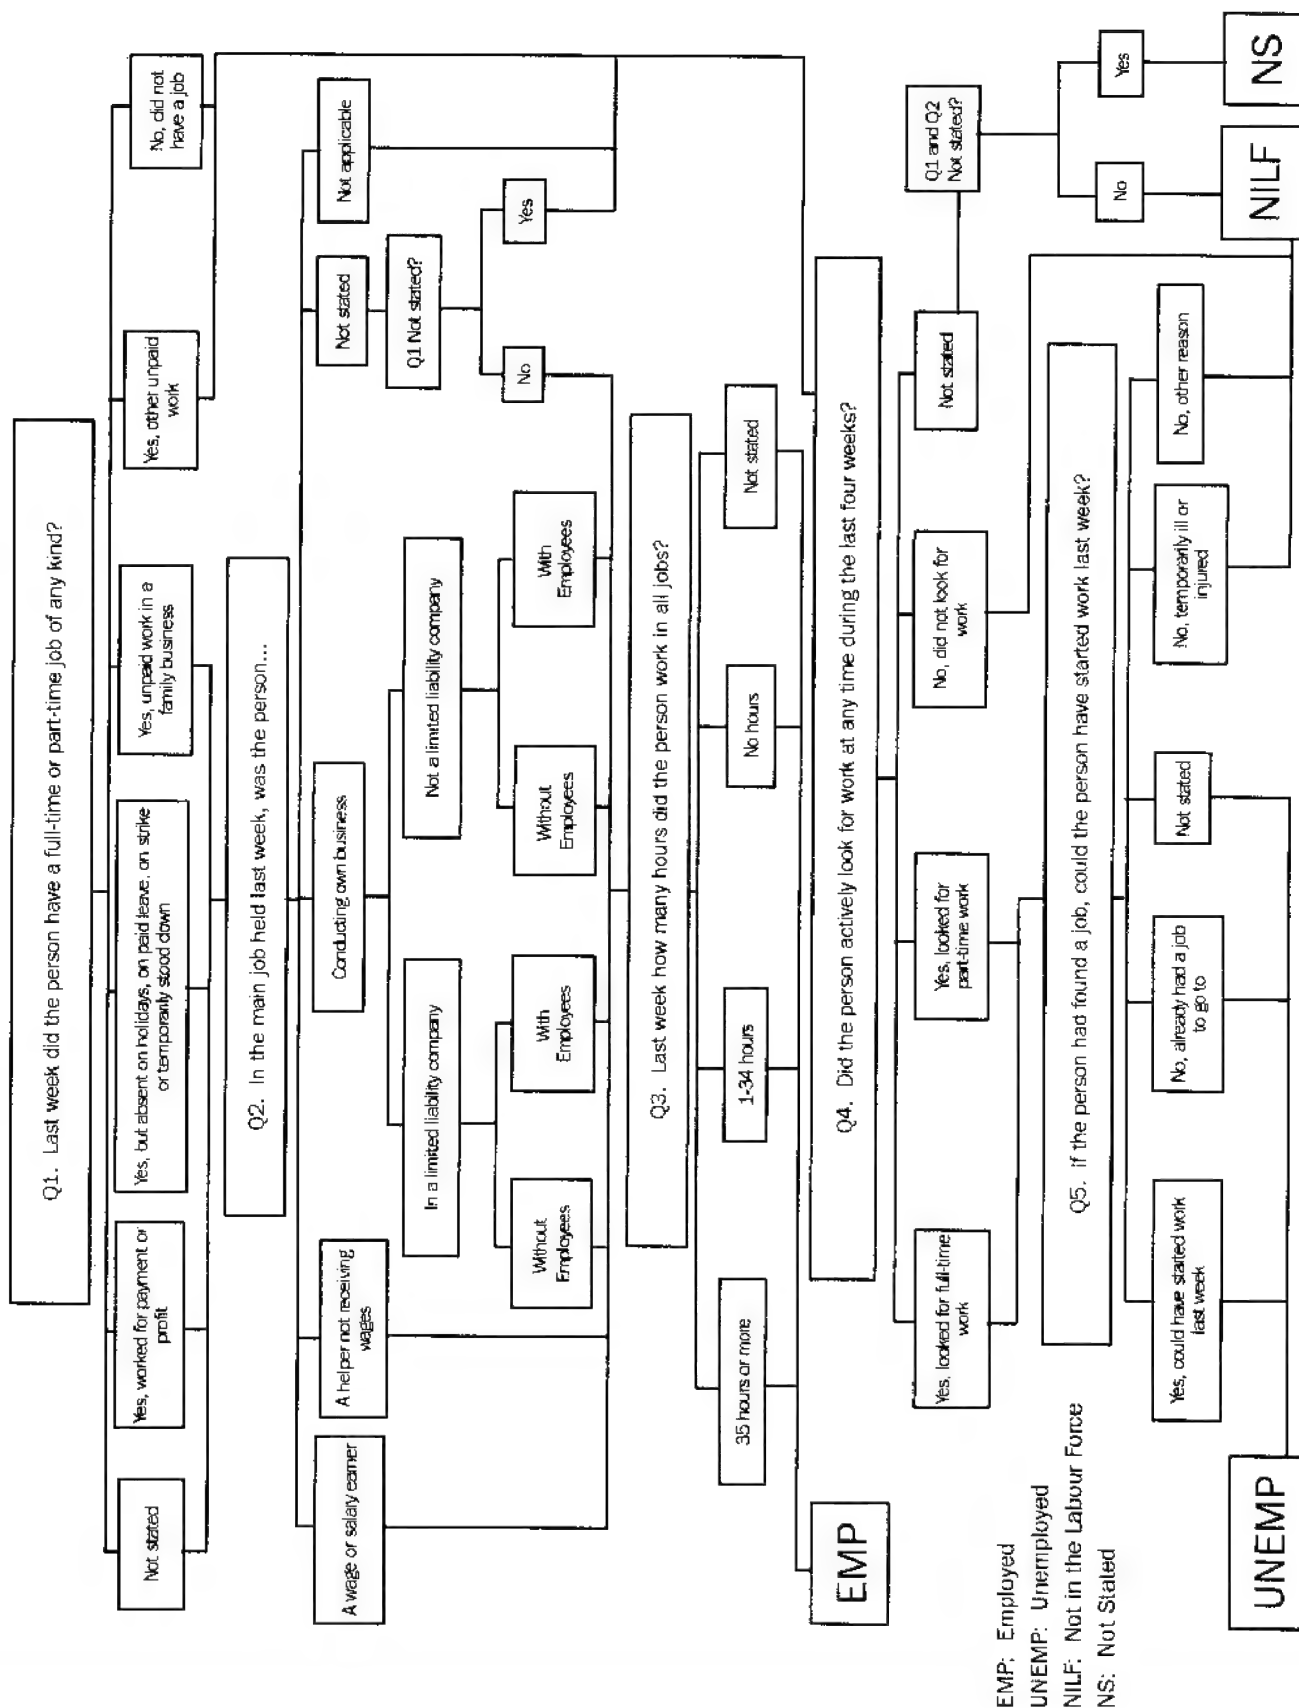 Q1. Last week did the person have a full-time or part-time job of any kind?
Not stated
Yes, worked for payment or
profit
Yes, but absent on holidays, on paid leave, on strike
or temporarily stood down
Yes, unpaid work in a
family business
Yes, other unpaid
work
No, did not
have a job
Q2. In the main job held last week, was the person...
A wage or salary earner
A helper not receiving
wages
Conducting own business
Not stated
Not applicable
In a limited liability company
Not a limited liability company
Q1 Not stated?
Without
Employees
With
Employees
Without
Employees
With
Employees
No
Yes
Q3. Last week how many hours did the person work in all jobs?
35 hours or more
1-34 hours
No hours
Not stated
EMP
Q4. Did the person actively look for work at any time during the last four weeks?
Yes, looked for full-time
work
Yes, looked for
part-time work
No, did not look for
work
Not stated
Q1 and Q2
Not stated?
No
Yes
Q5. if the person had found a job, could the person have started work last week?
Yes, could have started work
last week
No, already had a job
to go to
Not stated
No, temporarily ill or
injured
No, other reason
UNEMP
NILF
NS
EMP: Employed
UNEMP: Unemployed
NILF: Not in the Labour Force
NS: Not Stated